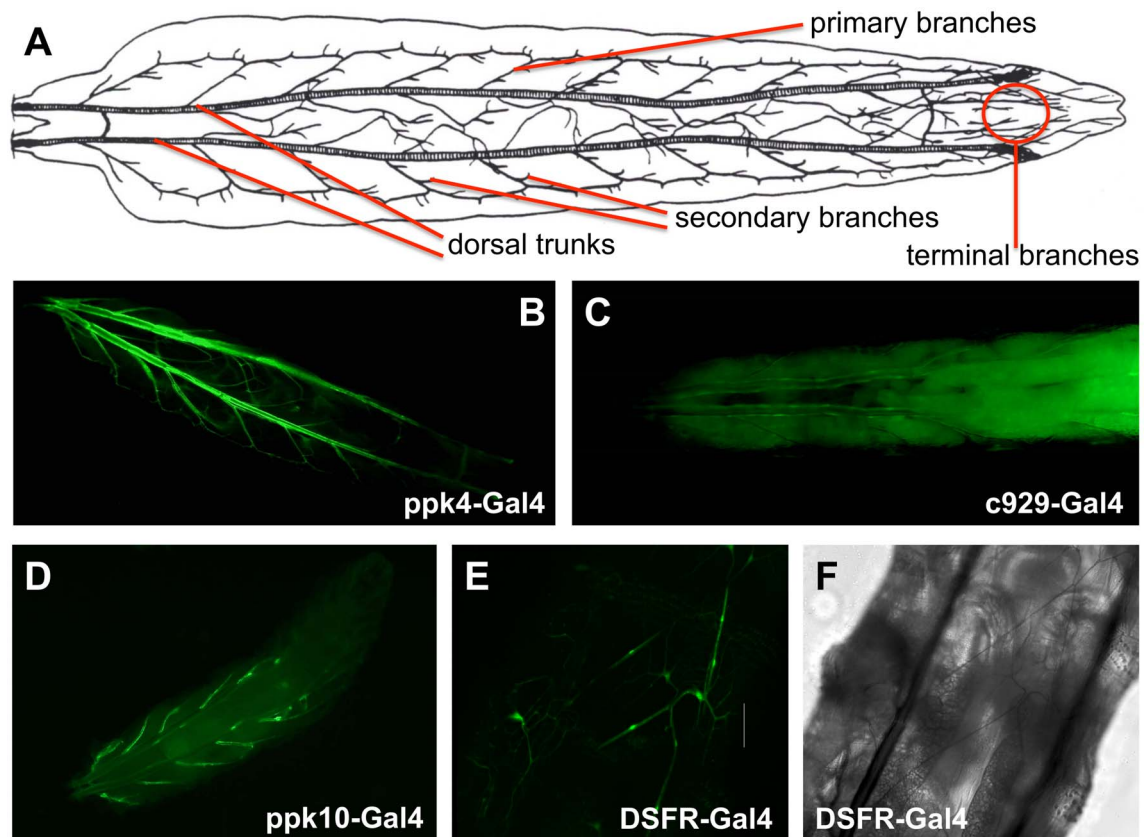 A
primary branches
secondary branches
dorsal trunks
terminal branches
B
ppk4-Gal4
C
c929-Gal4
D
ppk10-Gal4
E
DSFR-Gal4
F
DSFR-Gal4